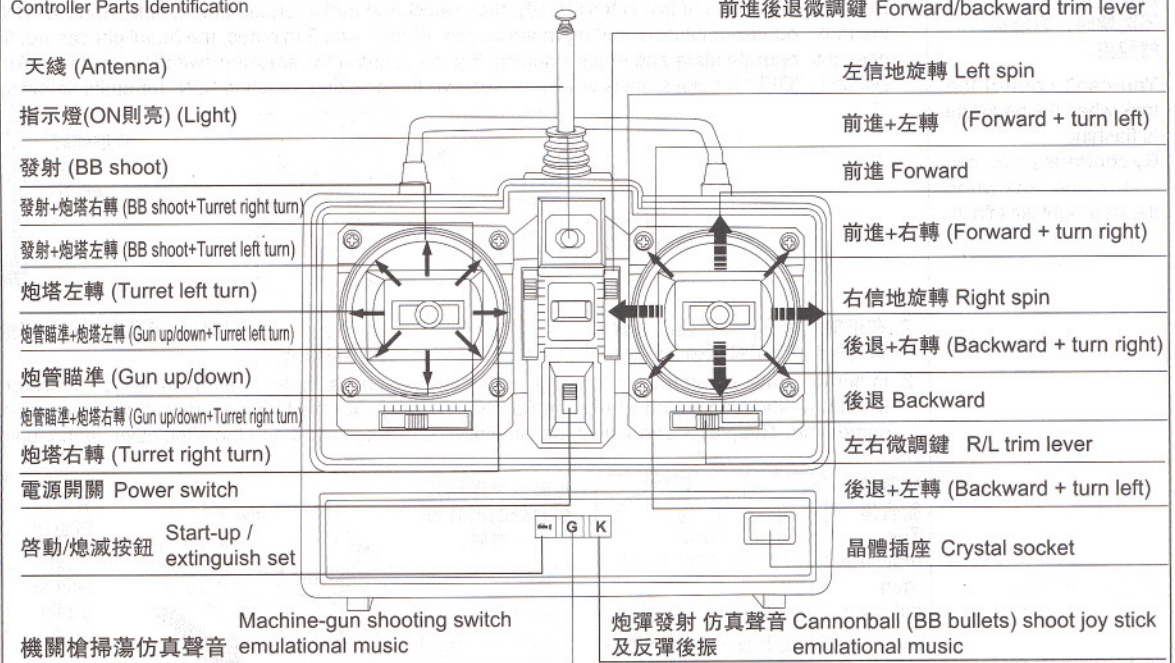 Controller Parts Identification
前進後退微調鍵 Forward/backward trim lever
天綫 (Antenna)
指示燈(ON則亮) (Light)
發射 (BB shoot)
發射+炮塔右轉 (BB shoot+Turret right turn)
發射+炮塔左轉 (BB shoot+Turret left turn)
炮塔左轉 (Turret left turn)
炮管瞄準+炮塔左轉 (Gun up/down+Turret left turn)
炮管瞄準 (Gun up/down)
炮管瞄準+炮塔右轉 (Gun up/down+Turret right turn)
炮塔右轉 (Turret right turn)
電源開關 Power switch
啓動/熄滅按鈕 Start-up /
extinguish set
Machine-gun shooting switch
機關槍掃蕩仿真聲音 emulational music
左信地旋轉 Left spin
前進+左轉 (Forward + turn left)
前進 Forward
前進+右轉 (Forward + turn right)
右信地旋轉 Right spin
後退+右轉 (Backward + turn right)
後退 Backward
左右微調鍵 R/L trim lever
後退+左轉 (Backward + turn left)
晶體插座 Crystal socket
炮彈發射 仿真聲音 Cannonball (BB bullets) shoot joy stick
及反彈後振 emulational music
G K